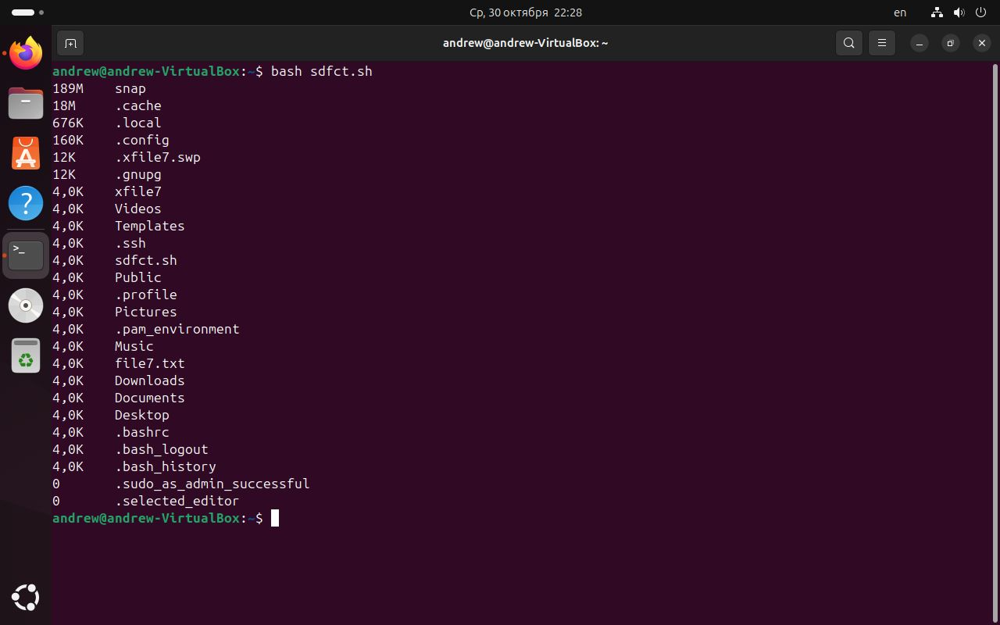 Ср, 30 октября 22:28
en
andrew@andrew-VirtualBox: ~
andrew@andrew-VirtualBox:~$ bash sdfct.sh
189M snap
18M .cache
676K .local
160K .config
12K .xfile7.swp
12K .gnupg
4,0K xfile7
4,0K Videos
4,0K Templates
4,0K .ssh
4,0K sdfct.sh
4,0K Public
4,0K .profile
4,0K Pictures
4,0K .pam_environment
4,0K Music
4,0K file7.txt
4,0K Downloads
4,0K Documents
4,0K Desktop
4,0K .bashrc
4,0K .bash_logout
4,0K .bash_history
0 .sudo_as_admin_successful
0 .selected_editor
andrew@andrew-VirtualBox:~$